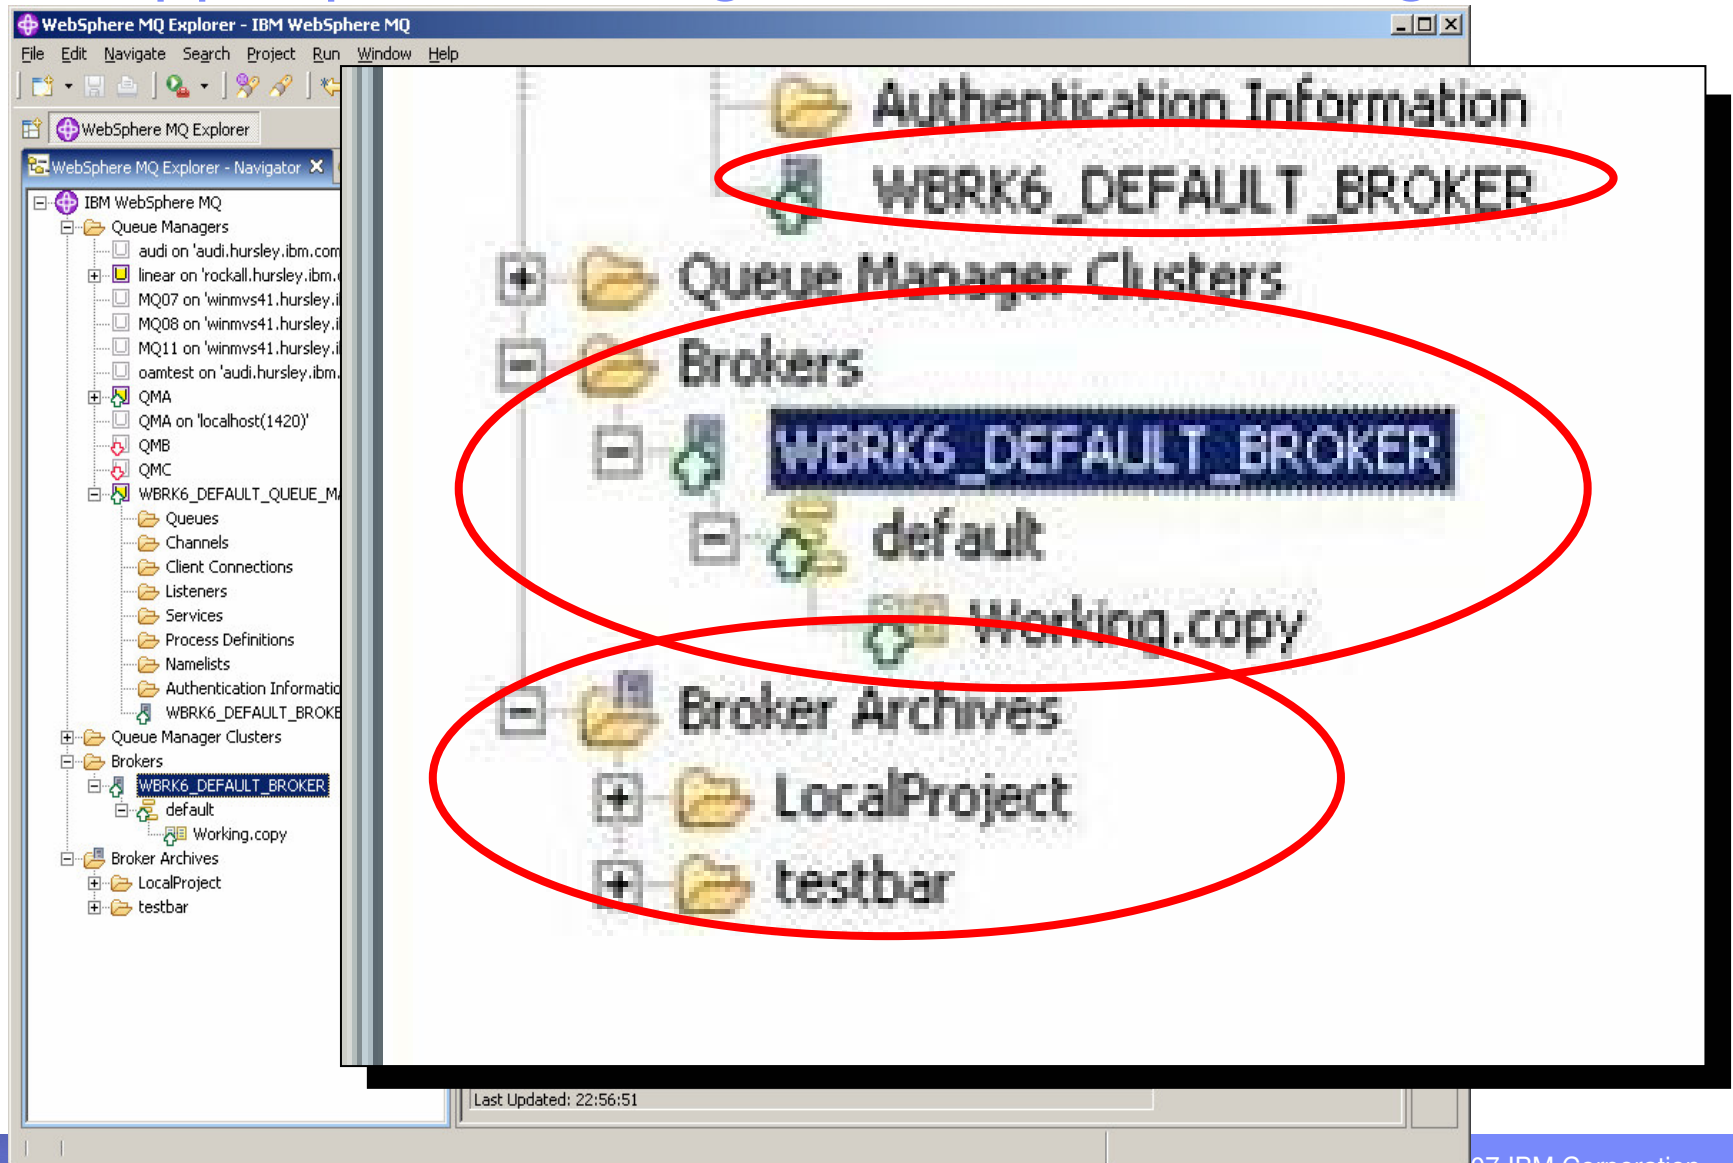 WebSphere MQ Explorer - IBM WebSphere MQ
File Edit Navigate Search Project Run Window Help
WebSphere MQ Explorer
WebSphere MQ Explorer - Navigator
IBM WebSphere MQ
Queue Managers
audi on 'audi.hursley.ibm.com
linear on 'rockall.hursley.ibm.
MQ07 on 'winmvs41.hursley.i
MQ08 on 'winmvs41.hursley.i
MQ11 on 'winmvs41.hursley.i
oamtest on 'audi.hursley.ibm.
QMA
QMA on 'localhost(1420)'
QMB
QMC
WBRK6_DEFAULT_QUEUE_MA
Queues
Channels
Client Connections
Listeners
Services
Process Definitions
Namelists
Authentication Informatio
WBRK6_DEFAULT_BROKE
Queue Manager Clusters
Brokers
WBRK6_DEFAULT_BROKER
default
Working.copy
Broker Archives
LocalProject
testbar
Authentication Information
WBRK6_DEFAULT_BROKER
Queue Manager Clusters
Brokers
WBRK6_DEFAULT_BROKER
default
Working.copy
Broker Archives
LocalProject
testbar
Last Updated: 22:56:51
07 IBM Corporation